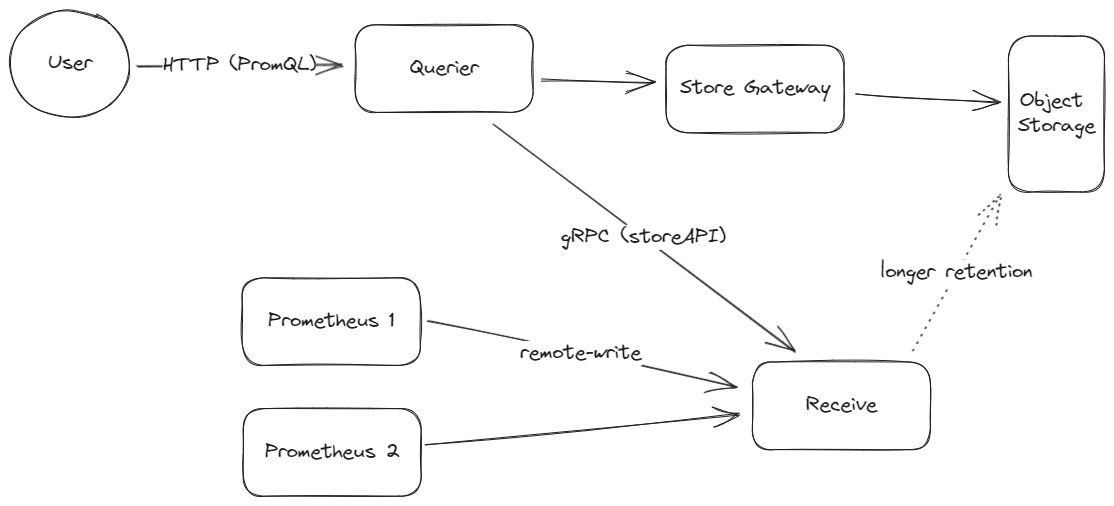 User
HTTP (PromQL)
Querier
Store Gateway
Object
Storage
gRPC (storeAPI)
longer retention
Prometheus 1
remote-write
Receive
Prometheus 2